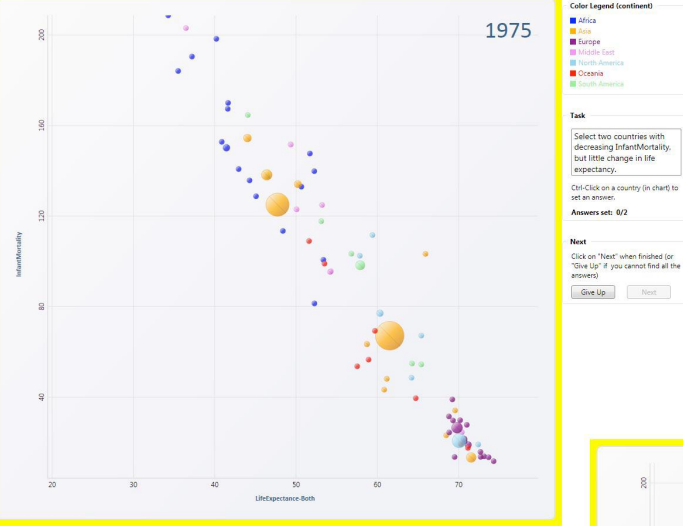 1975
200
160
120
80
40
InfantMortality
20
30
40
50
60
70
LifeExpectance-Both
Color Legend (continent)
Africa
Asia
Europe
Middle East
North America
Oceania
South America
Task
Select two countries with
decreasing InfantMortality,
but little change in life
expectancy.
Ctrl-Click on a country (in chart) to
set an answer.
Answers set: 0/2
Next
Click on "Next" when finished (or
"Give Up" if you cannot find all the
answers)
Give Up
Next
200